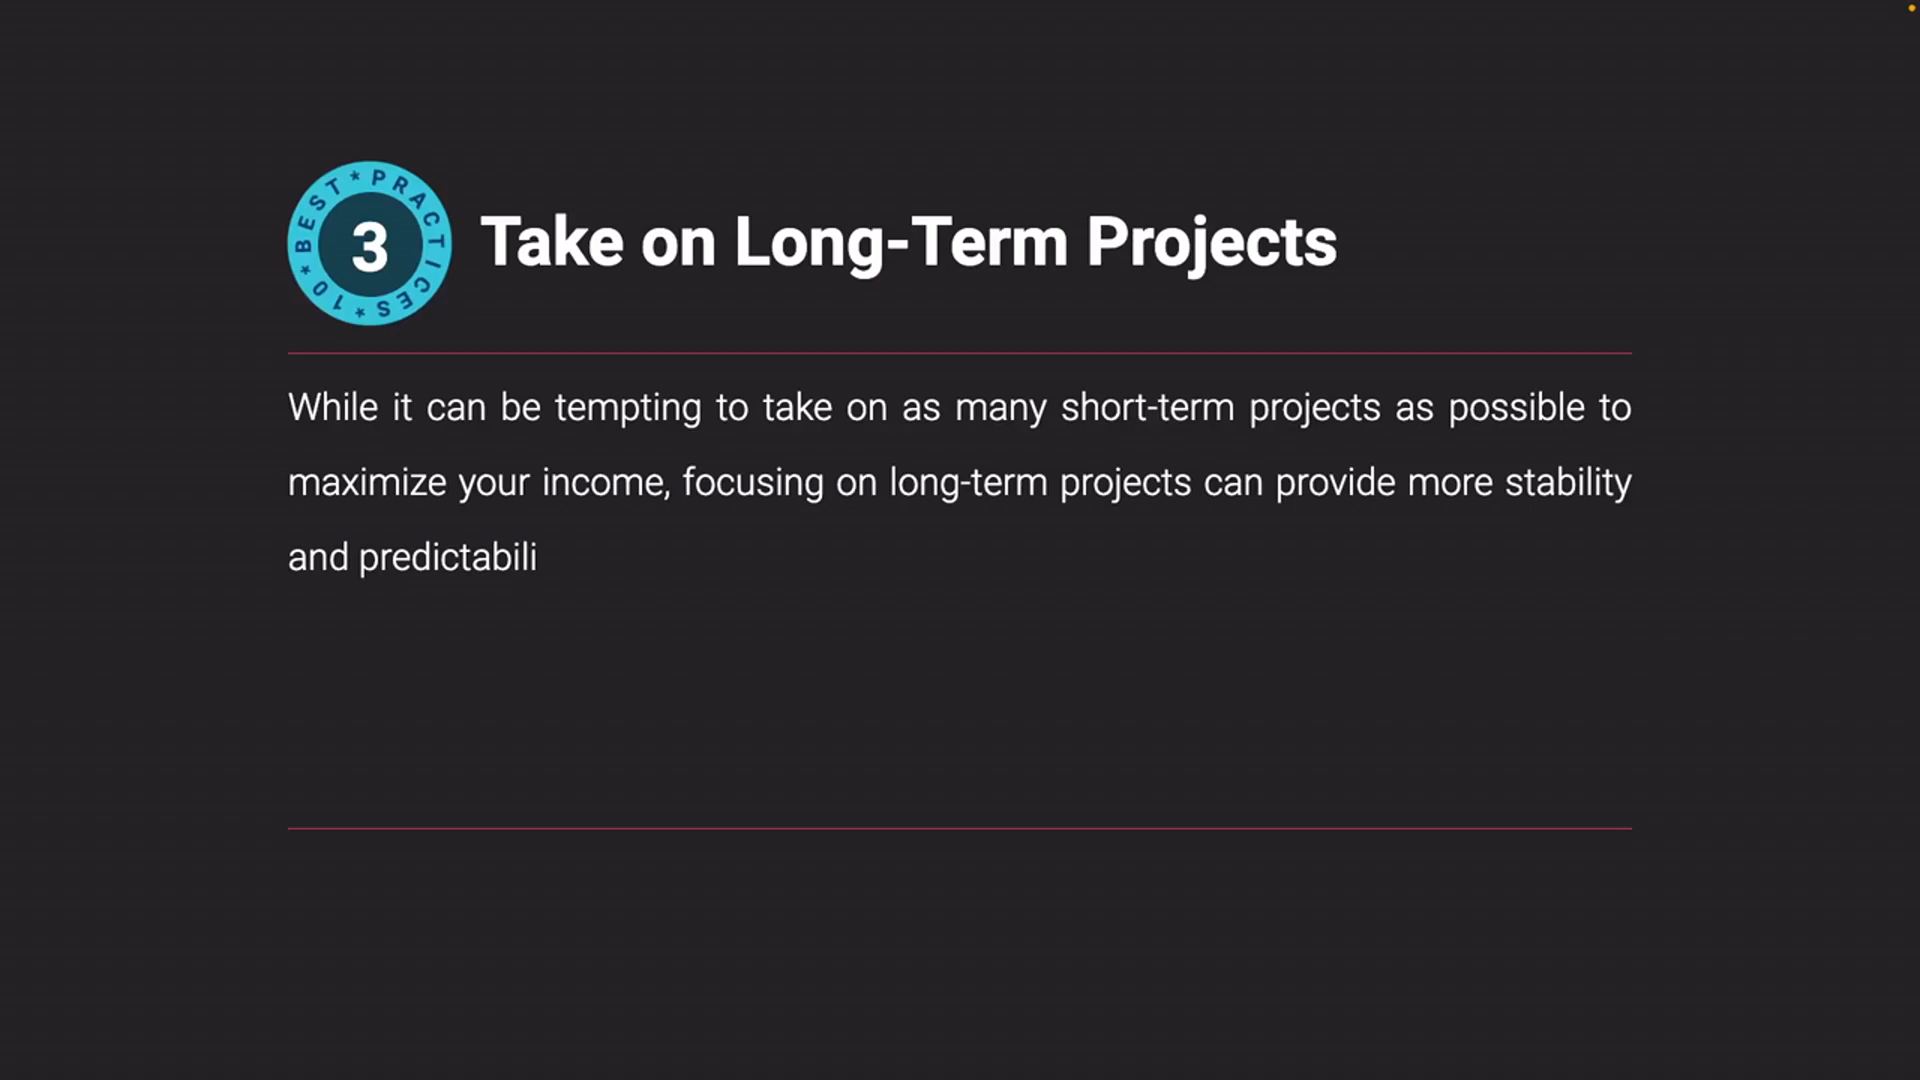 10 * BEST * PRACTICES *
3
Take on Long-Term Projects
While it can be tempting to take on as many short-term projects as possible to
maximize your income, focusing on long-term projects can provide more stability
and predictabili